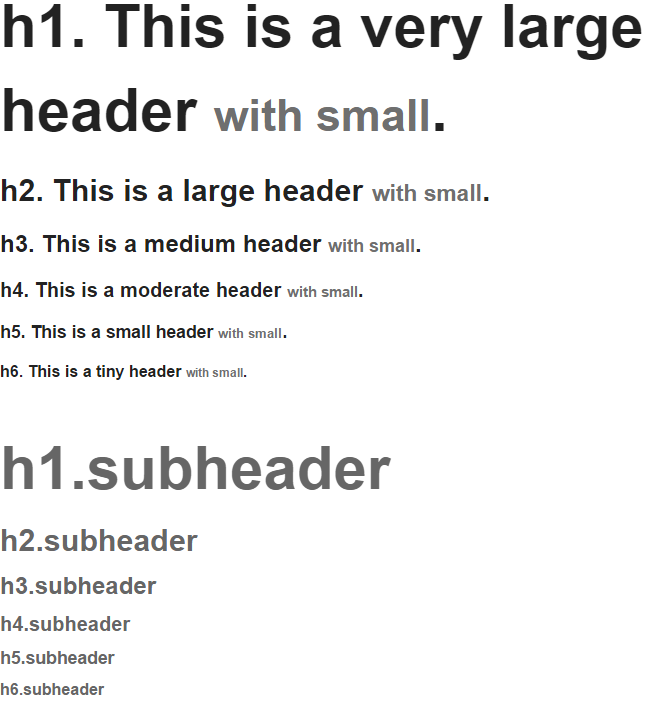 h1. This is a very large
header with small.
h2. This is a large header with small.
h3. This is a medium header with small.
h4. This is a moderate header with small.
h5. This is a small header with small.
h6. This is a tiny header with small.
h1.subheader
h2.subheader
h3.subheader
h4.subheader
h5.subheader
h6.subheader